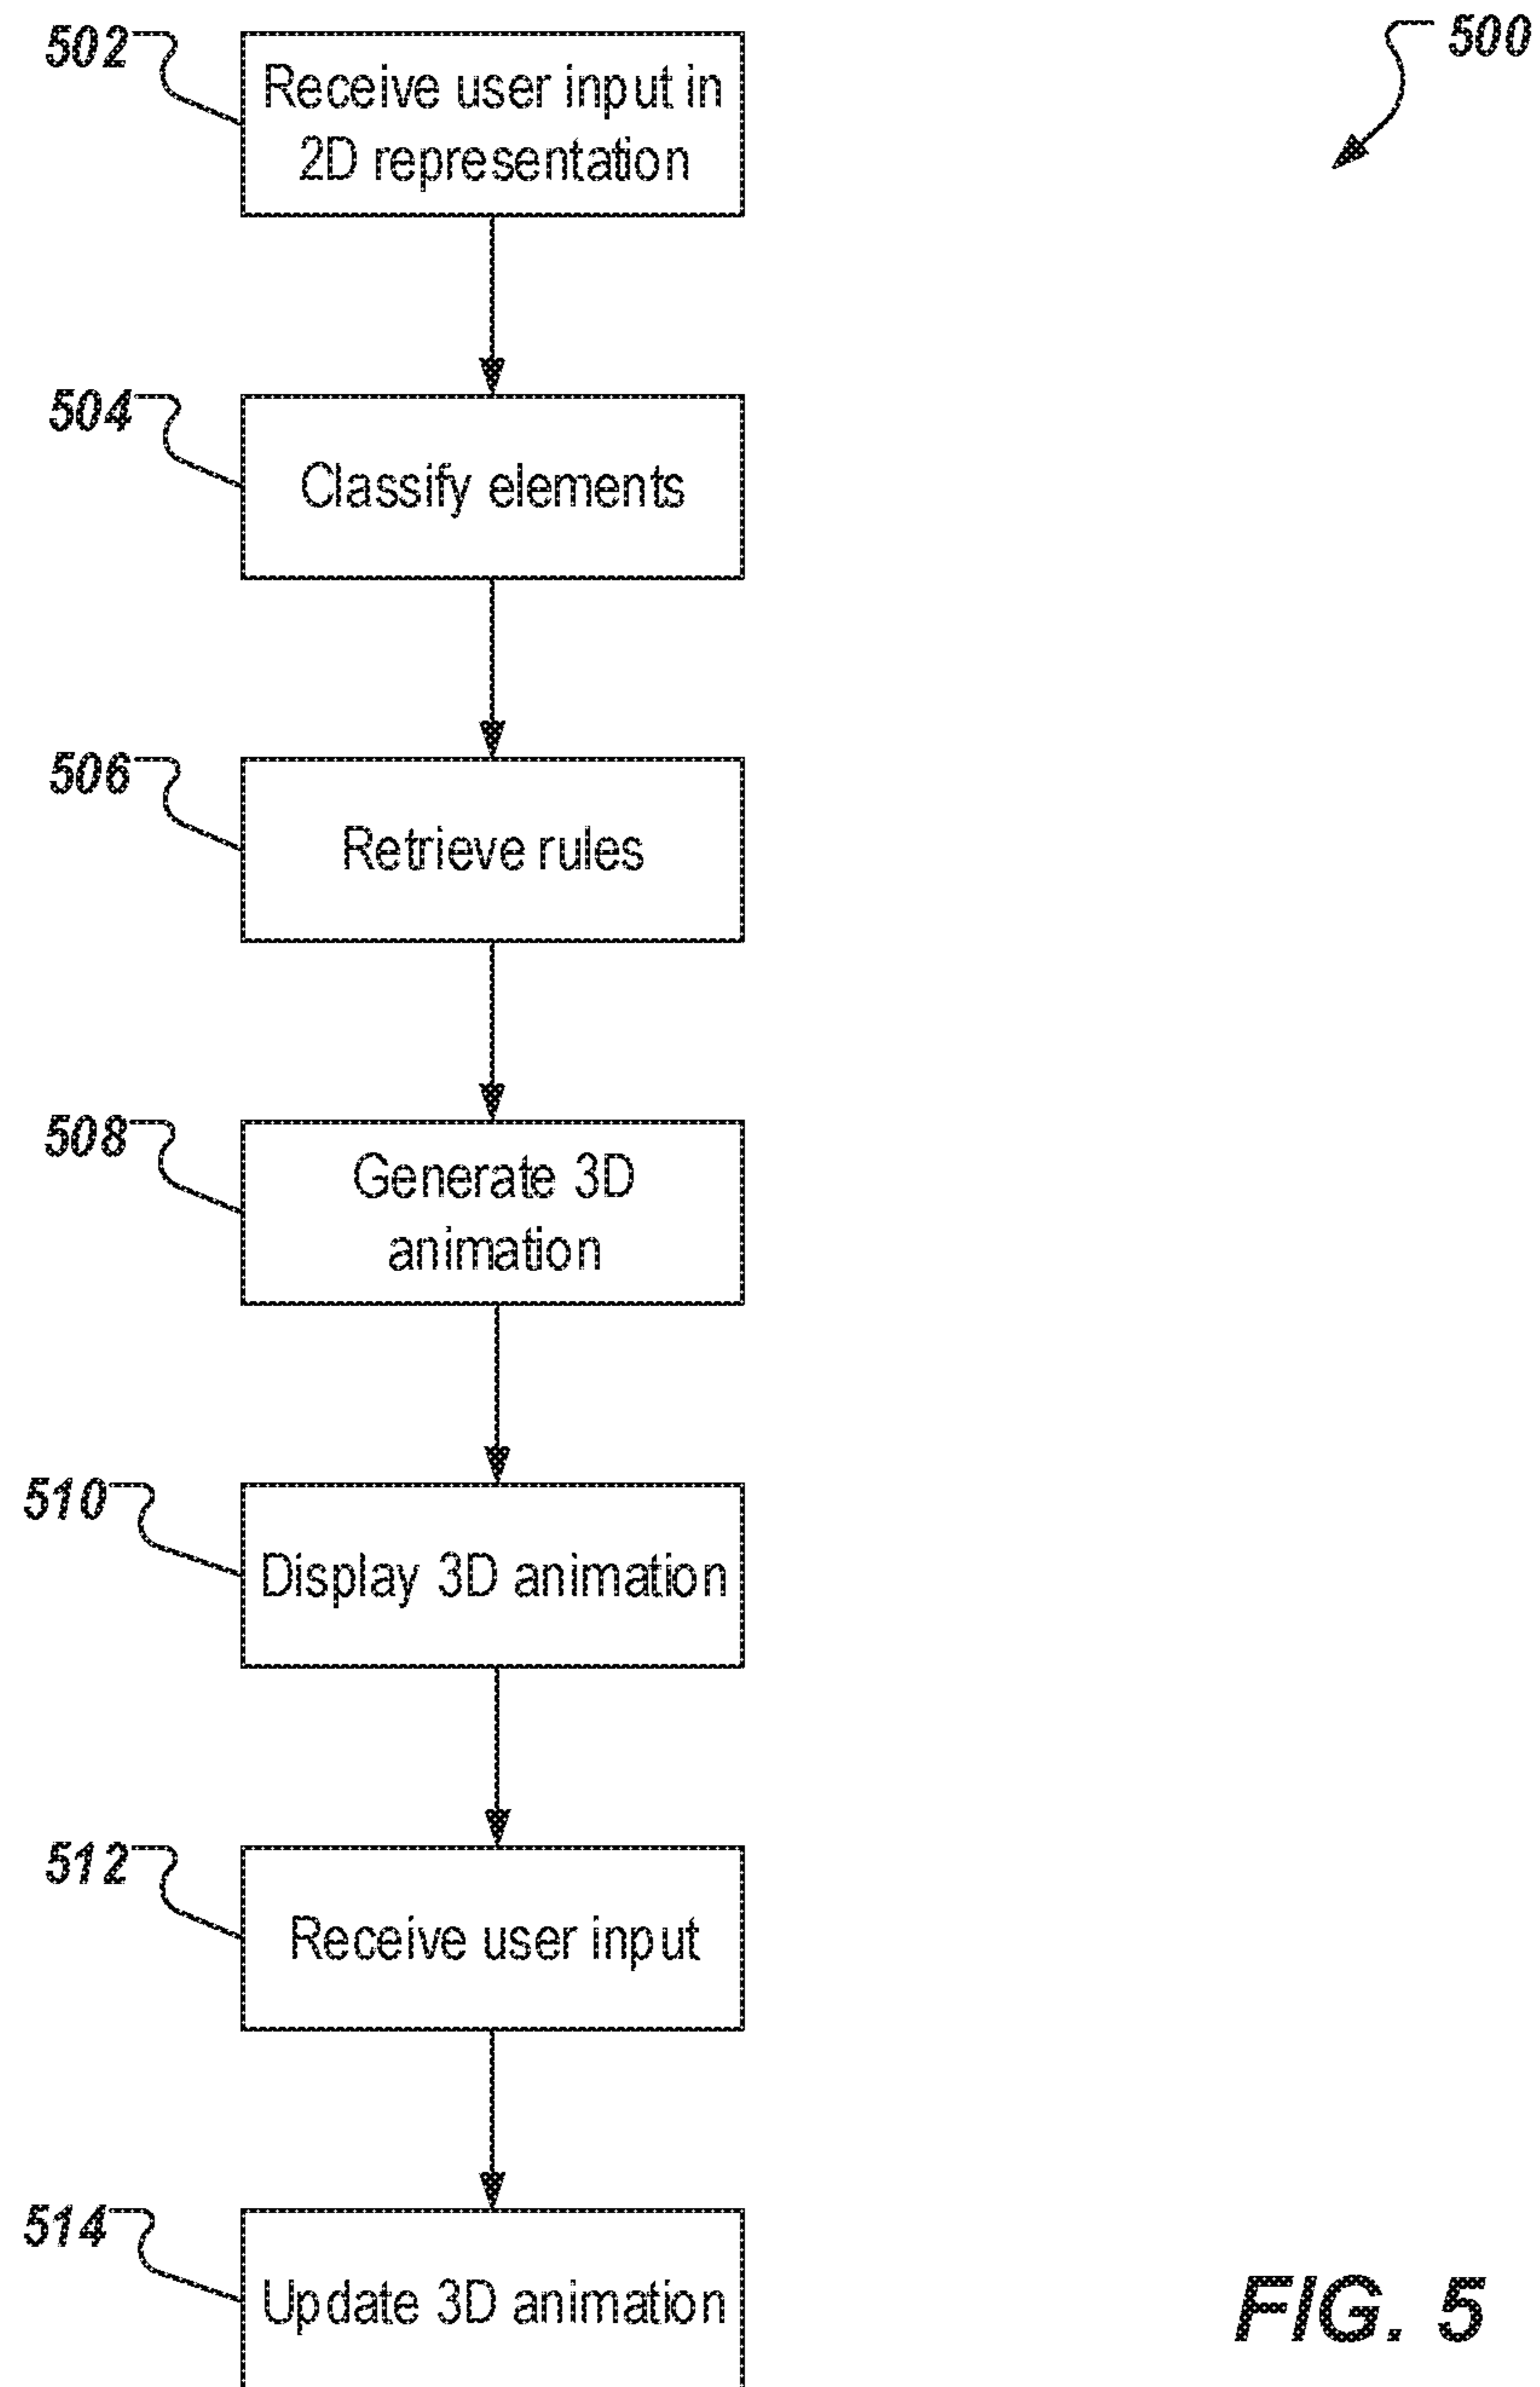 500
502
Receive user input in
2D representation
504
Classify elements
506
Retrieve rules
508
Generate 3D
animation
510
Display 3D animation
512
Receive user input
514
Update 3D animation
FIG. 5